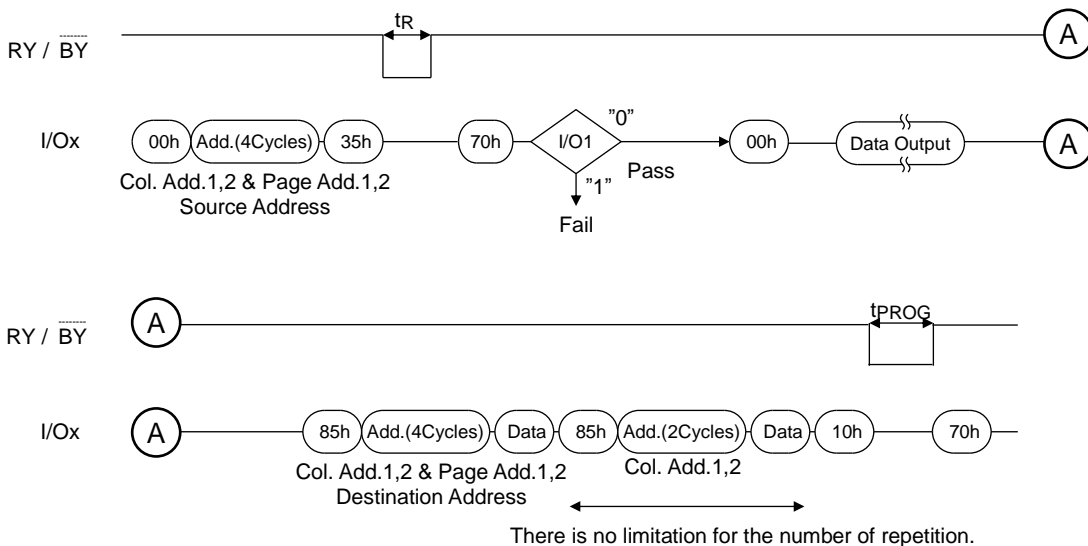 tR
RY / BY
A
I/Ox
00h Add.(4Cycles) 35h 70h I/O1 "0" 00h Data Output A
Pass
"1"
Col. Add.1,2 & Page Add.1,2
Source Address
Fail
A
tPROG
RY / BY
I/Ox
A 85h Add.(4Cycles) Data 85h Add.(2Cycles) Data 10h 70h
Col. Add.1,2 & Page Add.1,2
Col. Add.1,2
Destination Address
There is no limitation for the number of repetition.